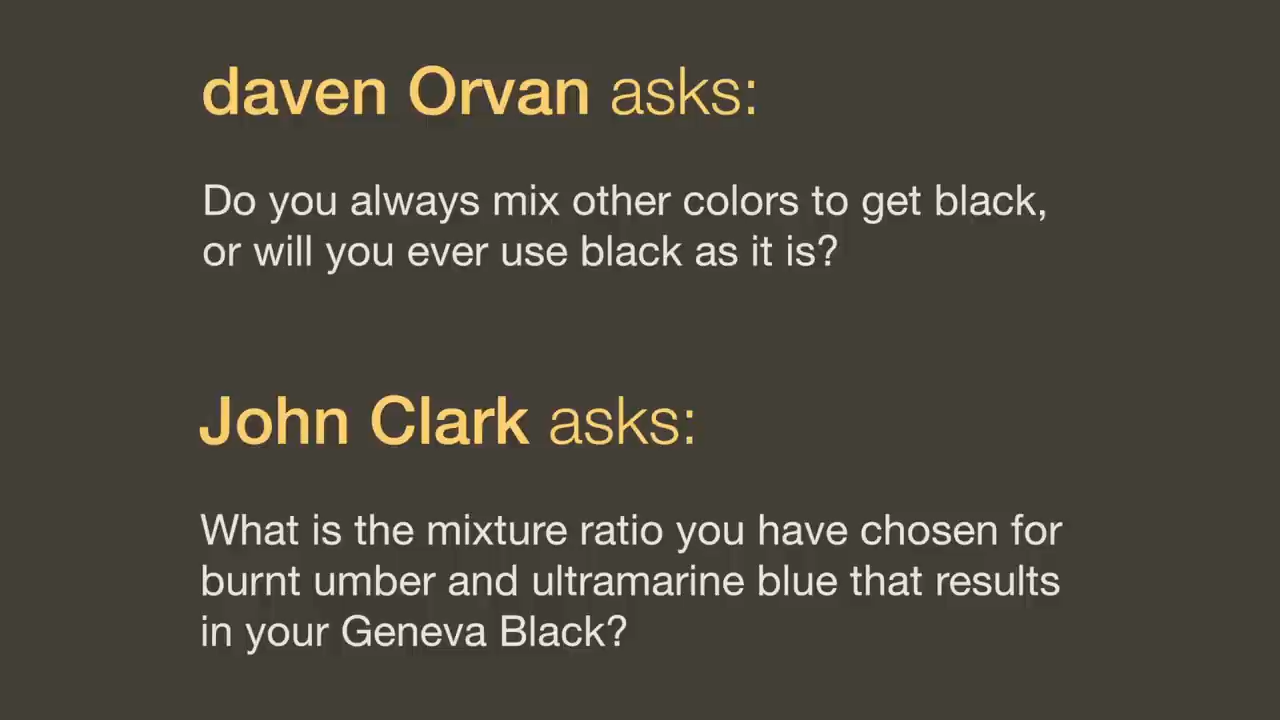 daven Orvan asks:
Do you always mix other colors to get black,
or will you ever use black as it is?
John Clark asks:
What is the mixture ratio you have chosen for
burnt umber and ultramarine blue that results
in your Geneva Black?